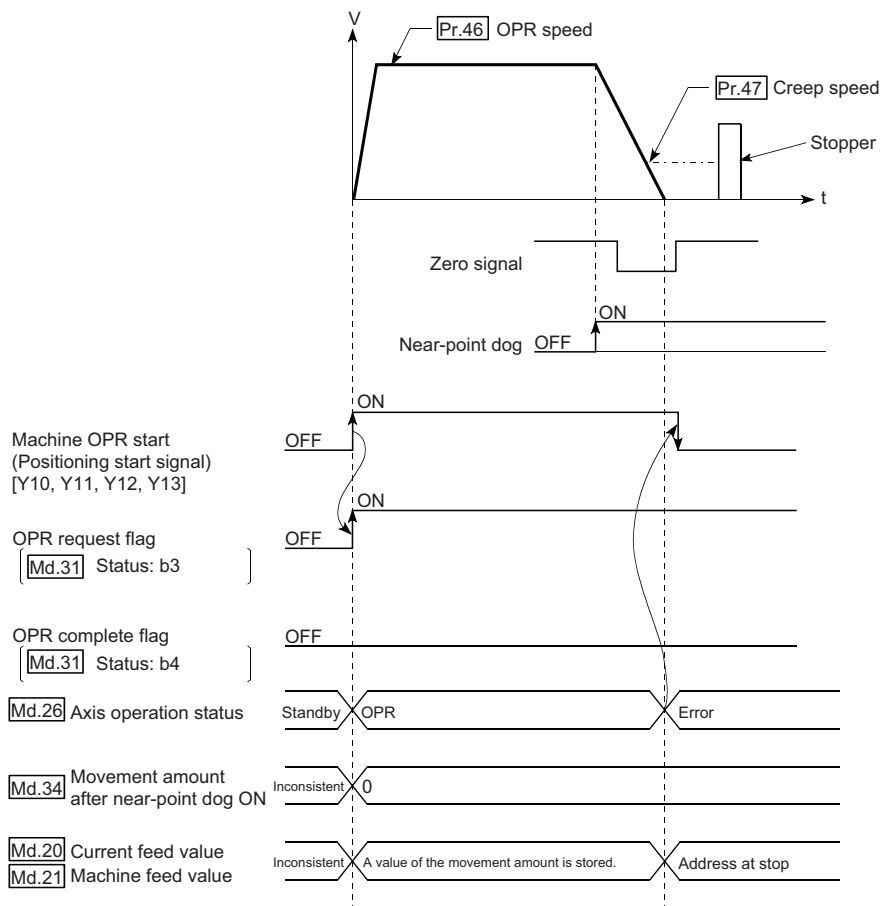 V
Pr.46 OPR speed
Pr.47 Creep speed
Stopper
t
Zero signal
ON
Near-point dog OFF
ON
Machine OPR start
(Positioning start signal)
[Y10, Y11, Y12, Y13]
OFF
ON
OPR request flag
OFF
Md.31 Status: b3
OPR complete flag
OFF
Md.31 Status: b4
Md.26 Axis operation status
Standby
OPR
Error
Md.34 Movement amount
after near-point dog ON
Inconsistent
0
Md.20 Current feed value
Md.21 Machine feed value
Inconsistent
A value of the movement amount is stored.
Address at stop